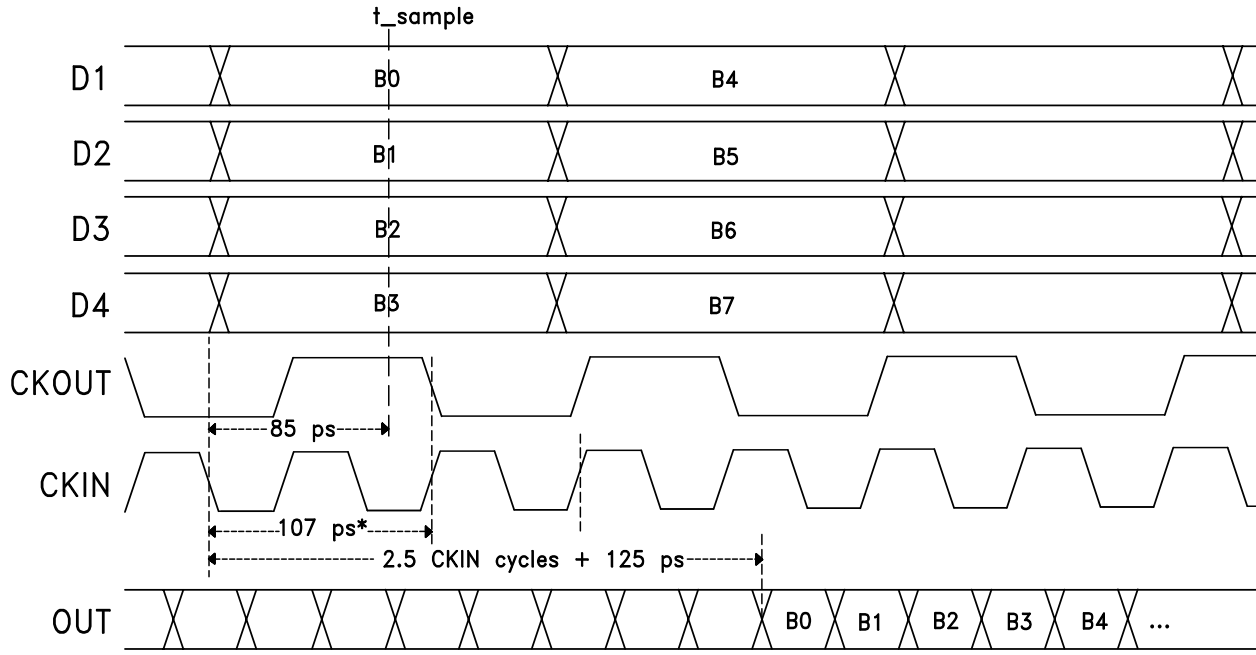 t_sample
D1 B0 B4
D2 B1 B5
D3 B2 B6
D4 B3 B7
CKOUT
85 ps
CKIN
107 ps*
2.5 CKIN cycles + 125 ps
OUT B0 B1 B2 B3 B4 ...